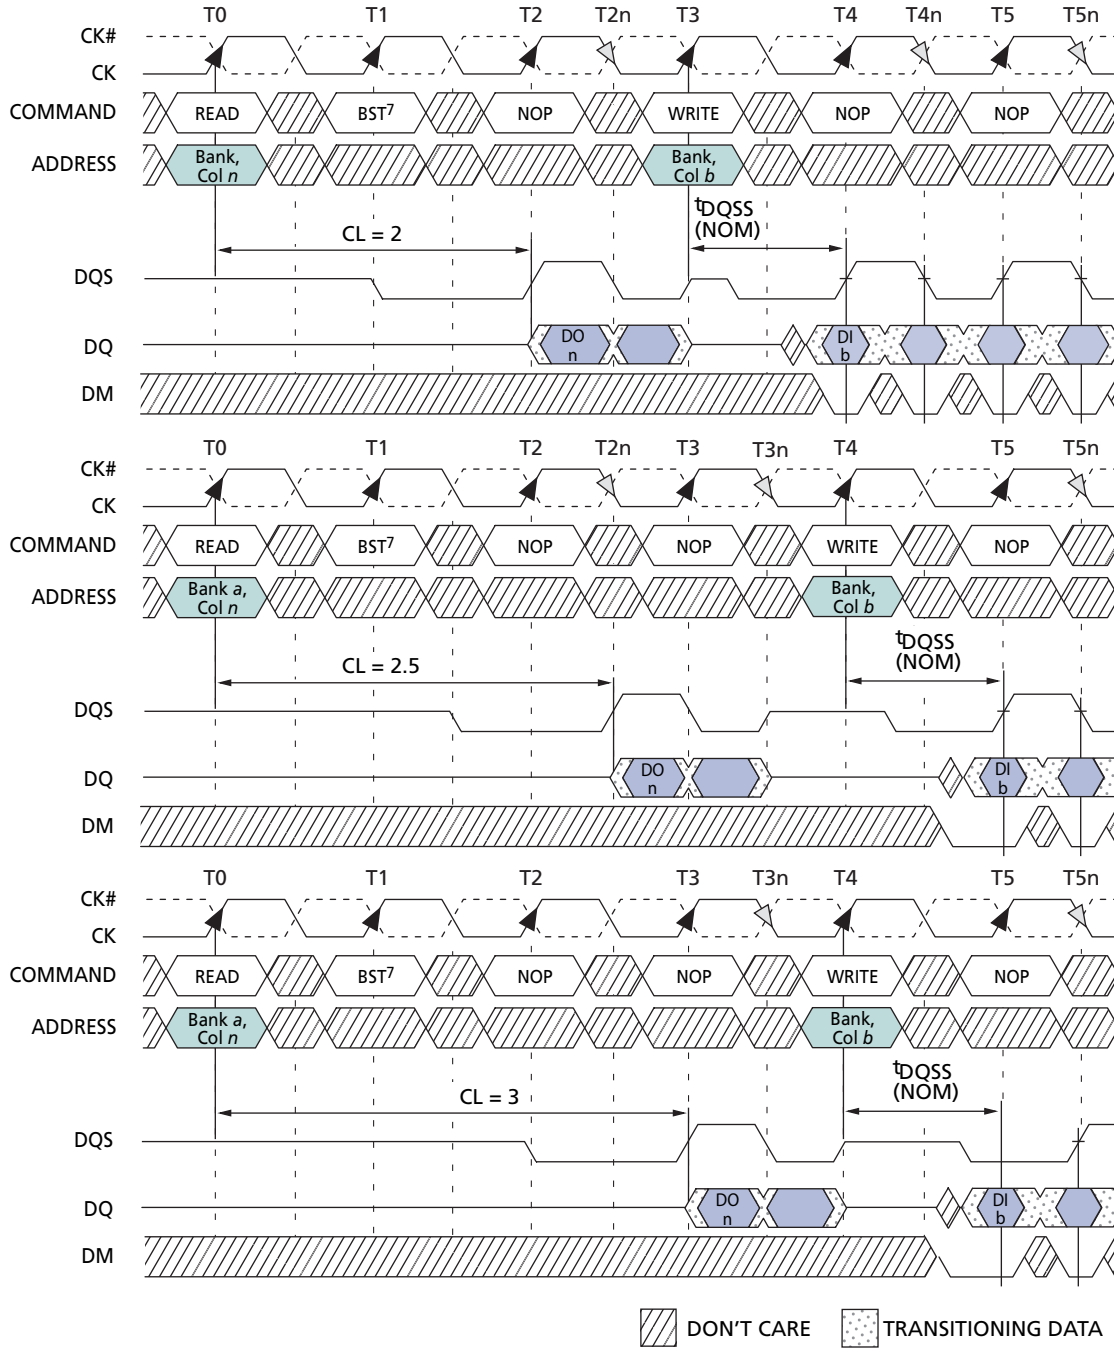 T0 T1 T2 T2n T3 T4 T4n T5 T5n
CK#
CK
COMMAND READ BST7 NOP WRITE NOP NOP
ADDRESS Bank, Bank,
Col n Col b
tDQSS
(NOM)
CL = 2
DQS
DQ DO DI
n b
DM
T0 T1 T2 T2n T3 T3n T4 T5 T5n
CK#
CK
COMMAND READ BST7 NOP NOP WRITE NOP
ADDRESS Bank a, Bank,
Col n Col b
tDQSS
(NOM)
CL = 2.5
DQS
DQ DO DI
n b
DM
T0 T1 T2 T3 T3n T4 T5 T5n
CK#
CK
COMMAND READ BST7 NOP NOP WRITE NOP
ADDRESS Bank a, Bank,
Col n Col b
tDQSS
(NOM)
CL = 3
DQS
DQ DO DI
n b
DM
DON'T CARE TRANSITIONING DATA